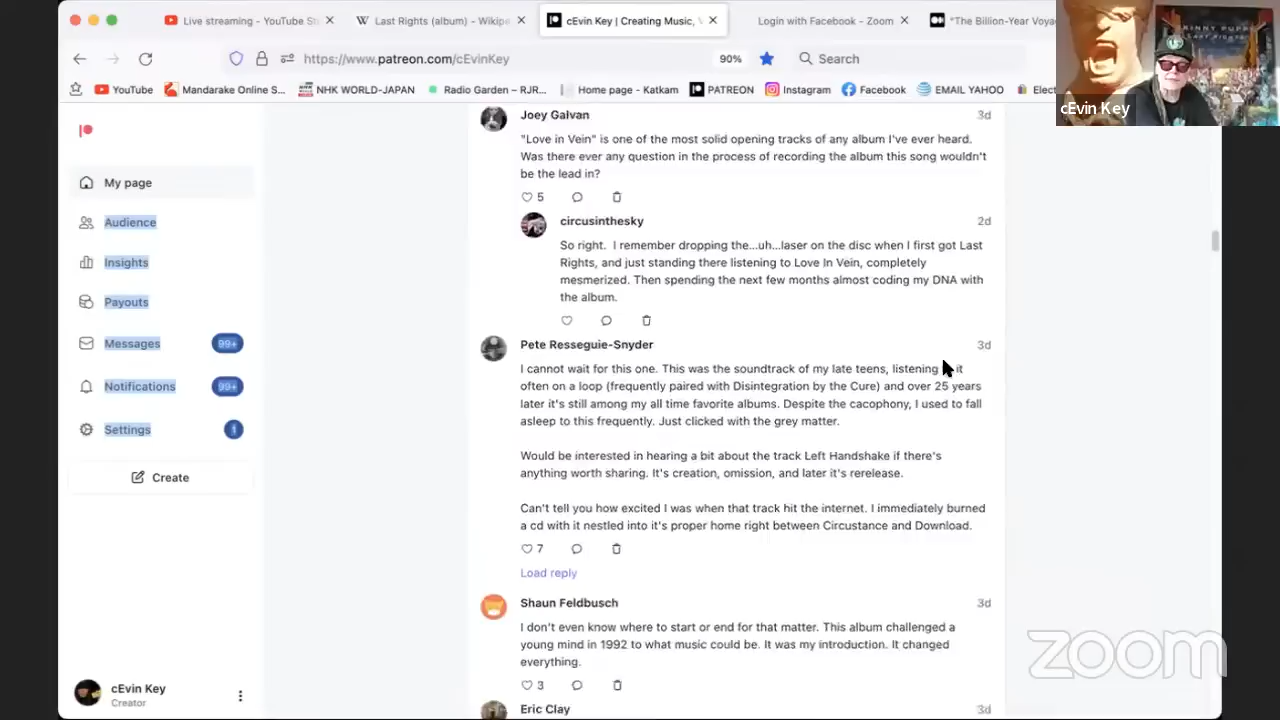 Live streaming - YouTube St
Last Rights (album) - Wikipe
cEvin Key | Creating Music, V
Login with Facebook - Zoom
"The Billion-Year Voya
https://www.patreon.com/cEvinKey
90%
Search
YouTube
Mandarake Online S...
NHK WORLD-JAPAN
Radio Garden – RJR...
Home page - Katkam
PATREON
Instagram
Facebook
EMAIL YAHOO
Elect
cEvin Key
My page
Audience
Insights
Payouts
Messages
99+
Notifications
99+
Settings
1
Create
cEvin Key
Creator
Joey Galvan
3d
"Love in Vein" is one of the most solid opening tracks of any album I've ever heard.
Was there ever any question in the process of recording the album this song wouldn't
be the lead in?
5
circusinthesky
2d
So right.  I remember dropping the...uh...laser on the disc when I first got Last
Rights, and just standing there listening to Love In Vein, completely
mesmerized. Then spending the next few months almost coding my DNA with
the album.
Pete Resseguie-Snyder
3d
I cannot wait for this one. This was the soundtrack of my late teens, listening it
often on a loop (frequently paired with Disintegration by the Cure) and over 25 years
later it's still among my all time favorite albums. Despite the cacophony, I used to fall
asleep to this frequently. Just clicked with the grey matter.
Would be interested in hearing a bit about the track Left Handshake if there's
anything worth sharing. It's creation, omission, and later it's rerelease.
Can't tell you how excited I was when that track hit the internet. I immediately burned
a cd with it nestled into it's proper home right between Circustance and Download.
7
Load reply
Shaun Feldbusch
3d
I don't even know where to start or end for that matter. This album challenged a
young mind in 1992 to what music could be. It was my introduction. It changed
everything.
3
Eric Clay
3d
zoom